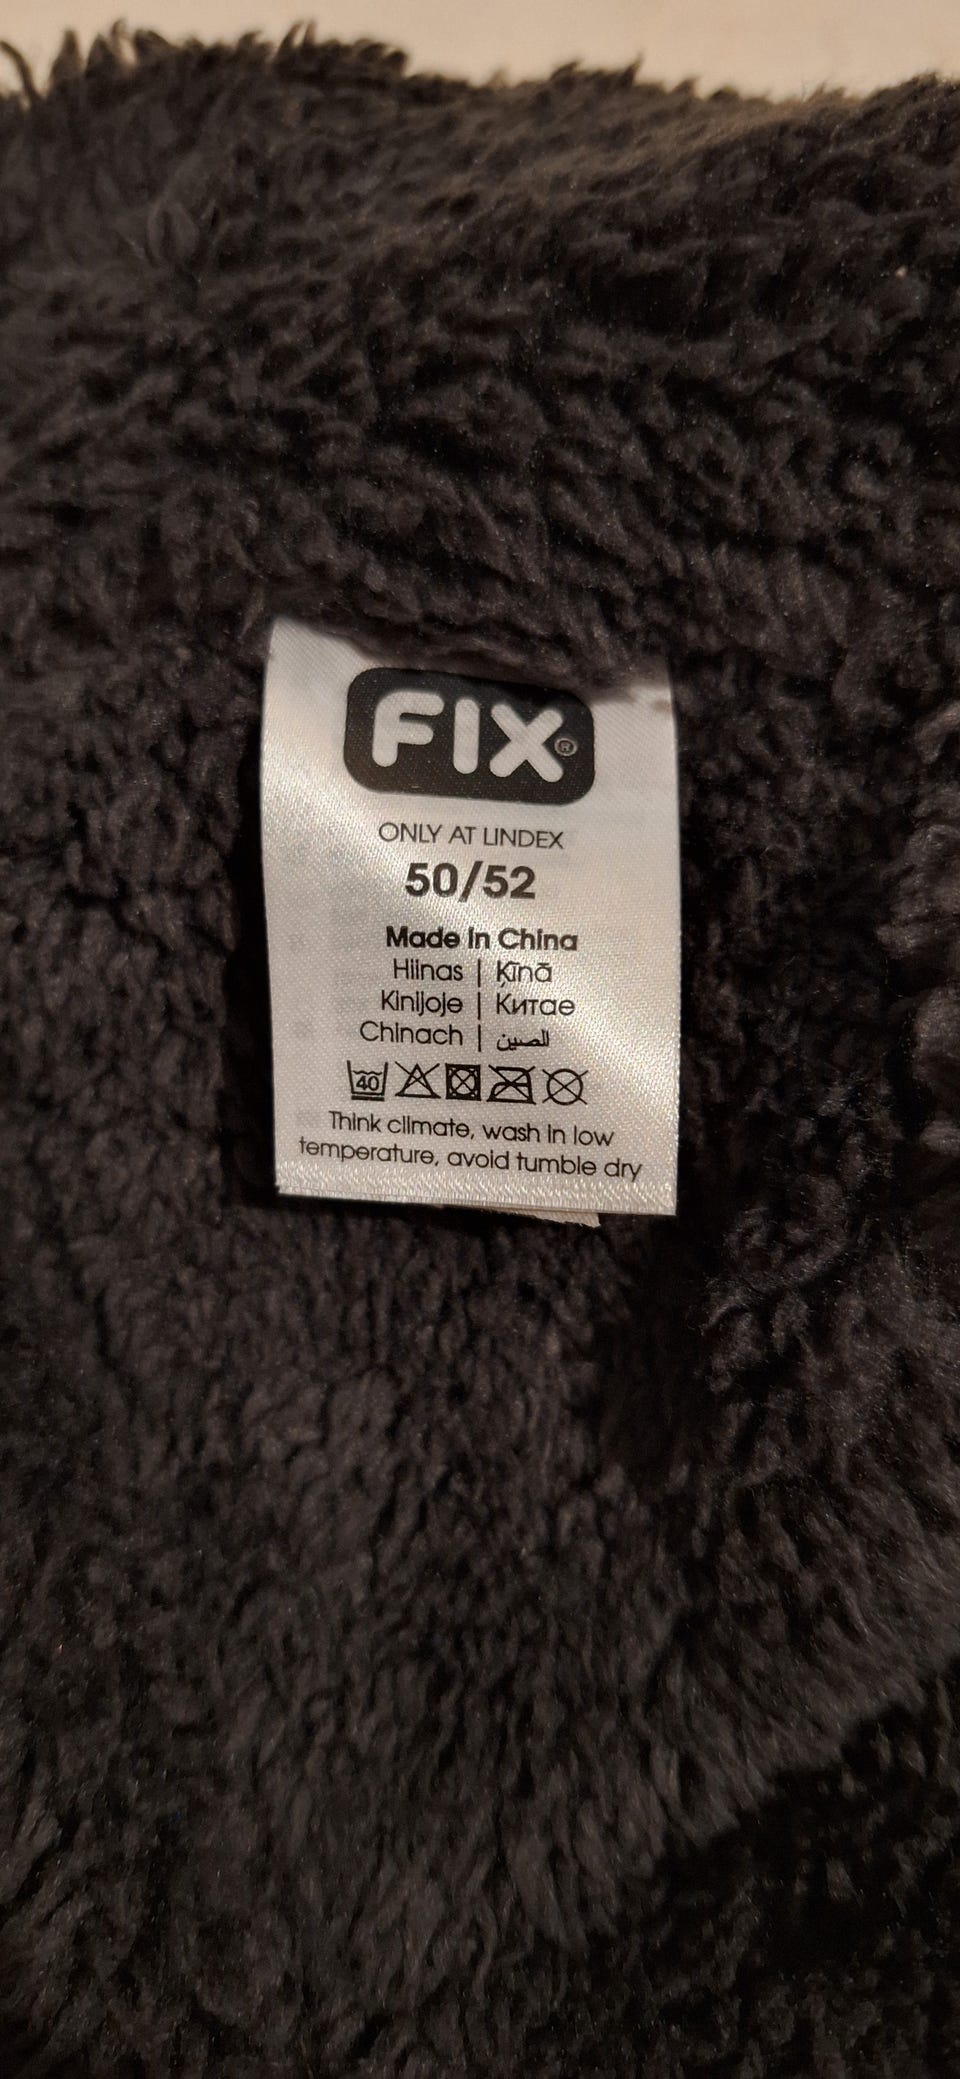 FIX®
ONLY AT LINDEX
50/52
Made in China
Hiinas | Ķīnā
Kinijoje | Китае
Chinach | الصين
40
Think climate, wash in low
temperature, avoid tumble dry